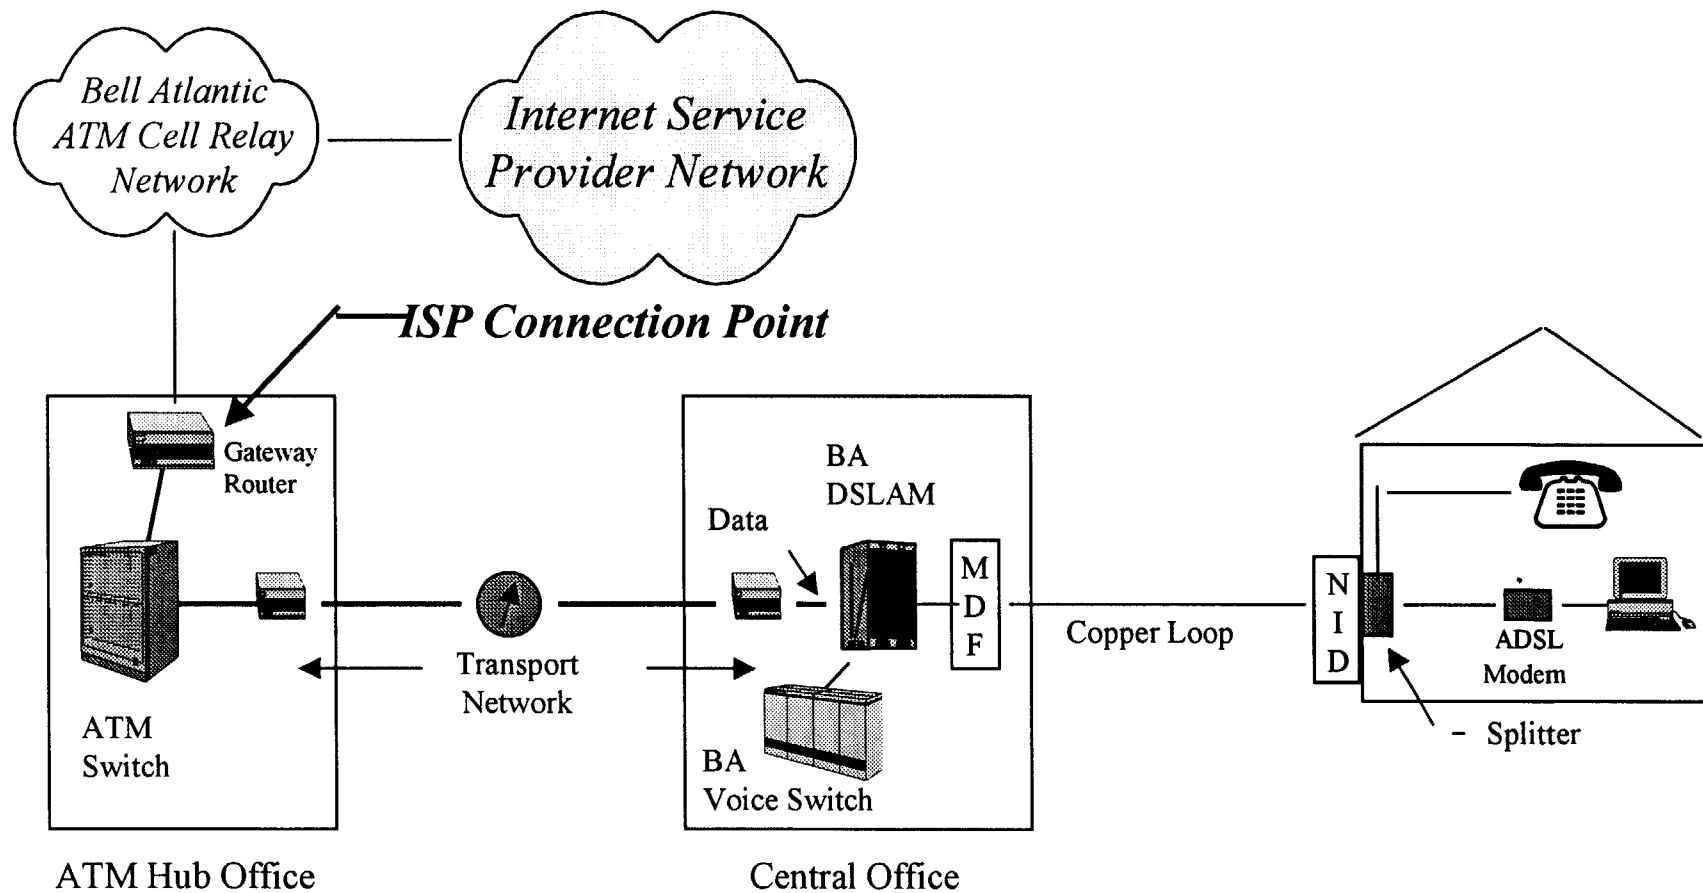 Bell Atlantic
ATM Cell Relay
Network
Internet Service
Provider Network
ISP Connection Point
Gateway
Router
ATM
Switch
ATM Hub Office
Transport
Network
BA
DSLAM
Data
M
D
F
BA
Voice Switch
Central Office
Copper Loop
N
I
D
ADSL
Modem
- Splitter